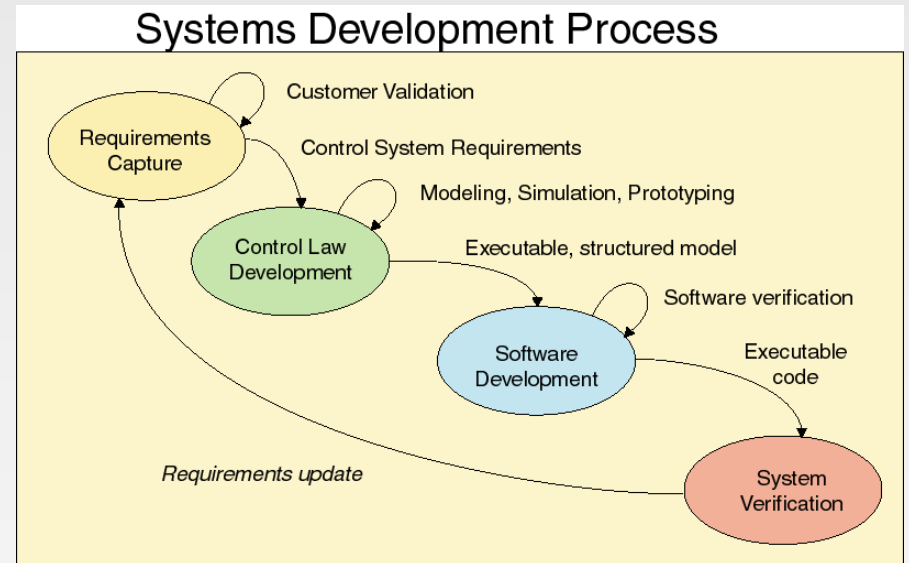 Systems Development Process
Customer Validation
Requirements
Capture
Control System Requirements
Modeling, Simulation, Prototyping
Control Law
Development
Executable, structured model
Software verification
Software
Development
Executable
code
Requirements update
System
Verification